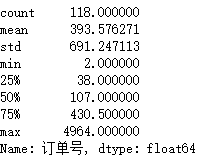 count     118.000000
mean      393.576271
std       691.247113
min         2.000000
25%        38.000000
50%       107.000000
75%       430.500000
max      4964.000000
Name: 订单号, dtype: float64